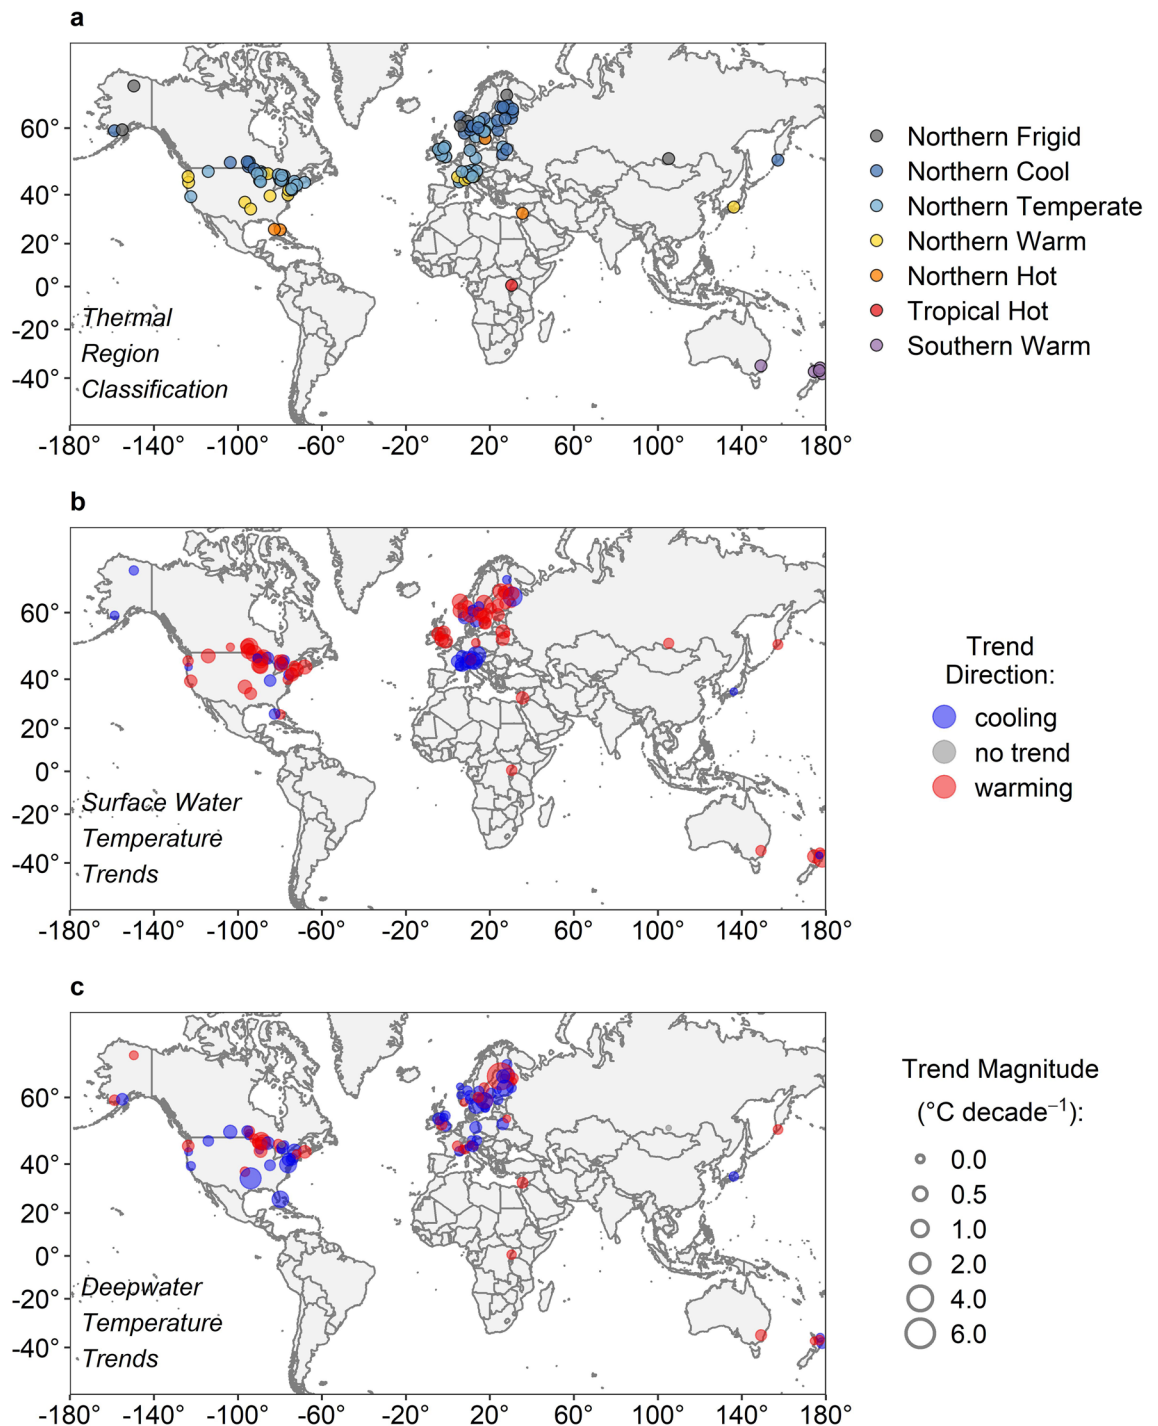 a
60°
40°
20°
0°
-20°
-40°
Thermal
Region
Classification
-180° -140° -100° -60° -20° 20° 60° 100° 140° 180°
Northern Frigid
Northern Cool
Northern Temperate
Northern Warm
Northern Hot
Tropical Hot
Southern Warm
b
60°
40°
20°
0°
-20°
-40°
Surface Water
Temperature
Trends
-180° -140° -100° -60° -20° 20° 60° 100° 140° 180°
Trend
Direction:
cooling
no trend
warming
c
60°
40°
20°
0°
-20°
-40°
Deepwater
Temperature
Trends
-180° -140° -100° -60° -20° 20° 60° 100° 140° 180°
Trend Magnitude
(°C decade⁻¹):
0.0
0.5
1.0
2.0
4.0
6.0